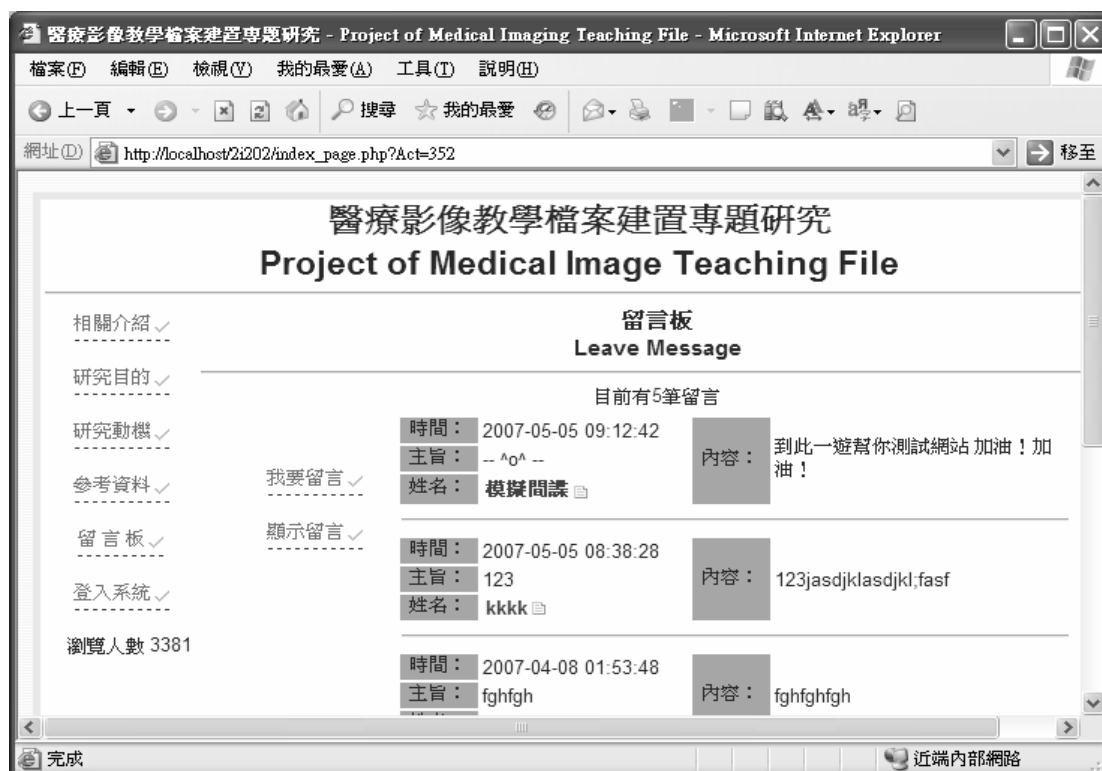 醫療影像教學檔案建置專題研究 - Project of Medical Imaging Teaching File - Microsoft Internet Explorer
檔案(F) 編輯(E) 檢視(V) 我的最愛(A) 工具(T) 說明(H)
上一頁 搜尋 我的最愛
網址(D) http://localhost/2i202/index_page.php?Act=352 移至
醫療影像教學檔案建置專題研究
Project of Medical Image Teaching File
相關介紹
研究目的
研究動機
參考資料
留 言 板
登入系統
瀏覽人數 3381
我要留言
顯示留言
留言板
Leave Message
目前有5筆留言
時間： 2007-05-05 09:12:42
主旨： -- ^o^ --
姓名： 模擬間諜
內容： 到此一遊幫你測試網站 加油！加
油！
時間： 2007-05-05 08:38:28
主旨： 123
姓名： kkkk
內容： 123jasdjklasdjkl;fasf
時間： 2007-04-08 01:53:48
主旨： fghfgh
內容： fghfghfgh
完成 近端內部網路